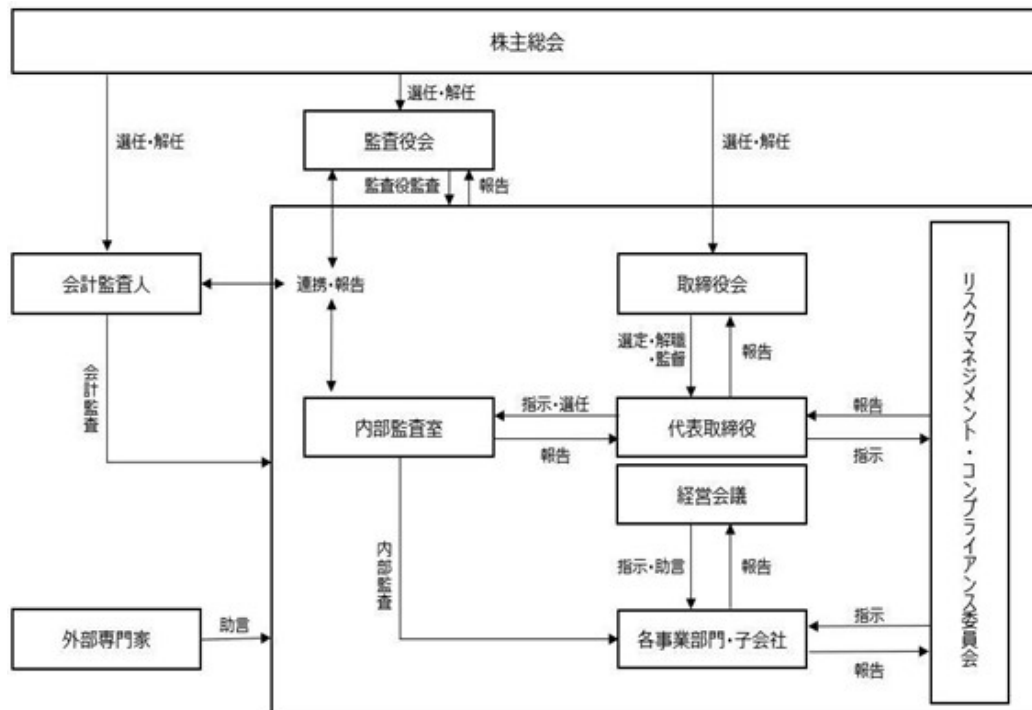 株主総会
選任・解任
選任・解任
選任・解任
監査役会
監査役監査
報告
会計監査人
連携・報告
取締役会
選定・解職
・監督
報告
会計監査
指示・選任
報告
内部監査室
代表取締役
報告
指示
経営会議
内部監査
指示・助言
報告
外部専門家
助言
各事業部門・子会社
指示
報告
リスクマネジメント・コンプライアンス委員会